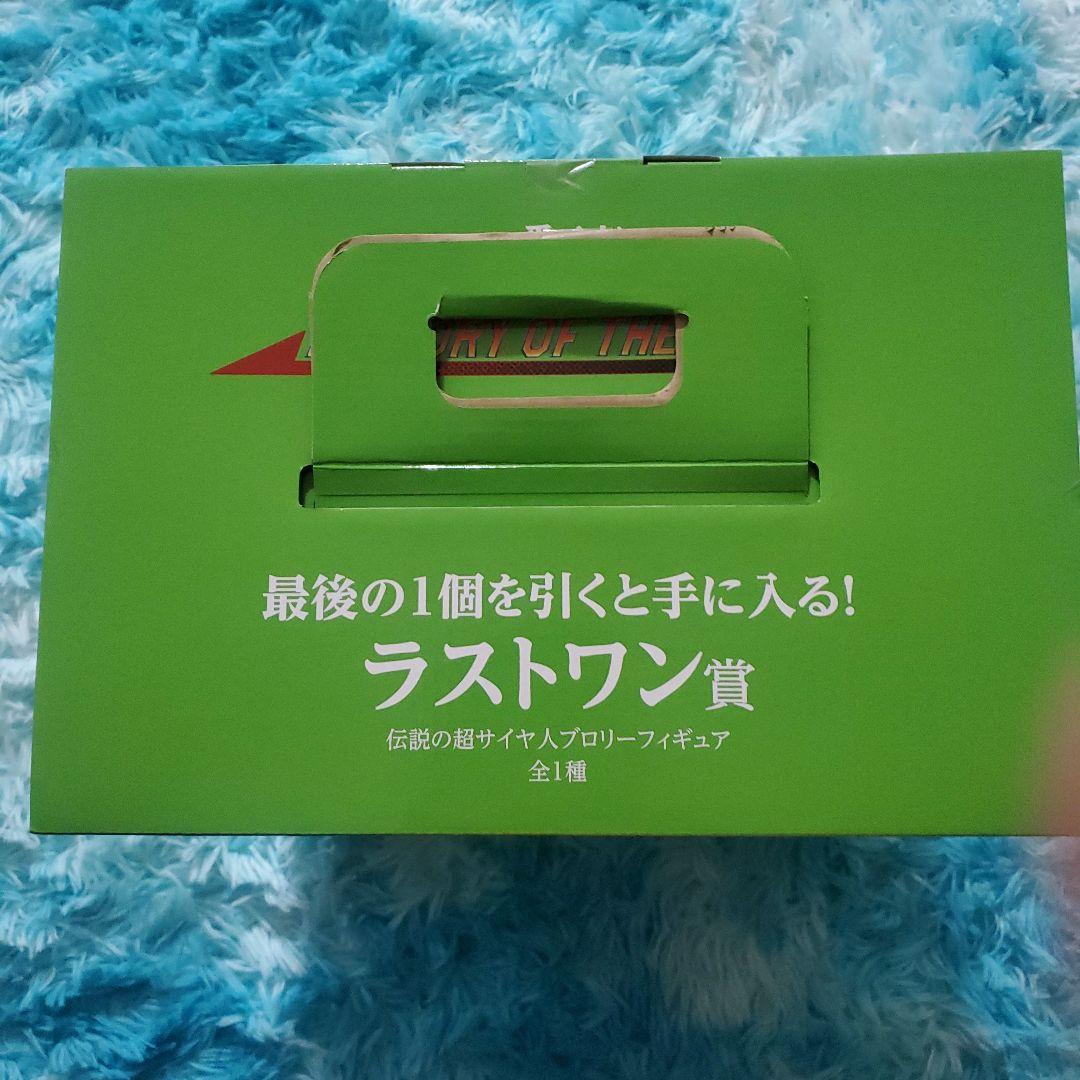 ORY OF THE
最後の1個を引くと手に入る!
ラストワン賞
伝説の超サイヤ人ブロリーフィギュア
全1種